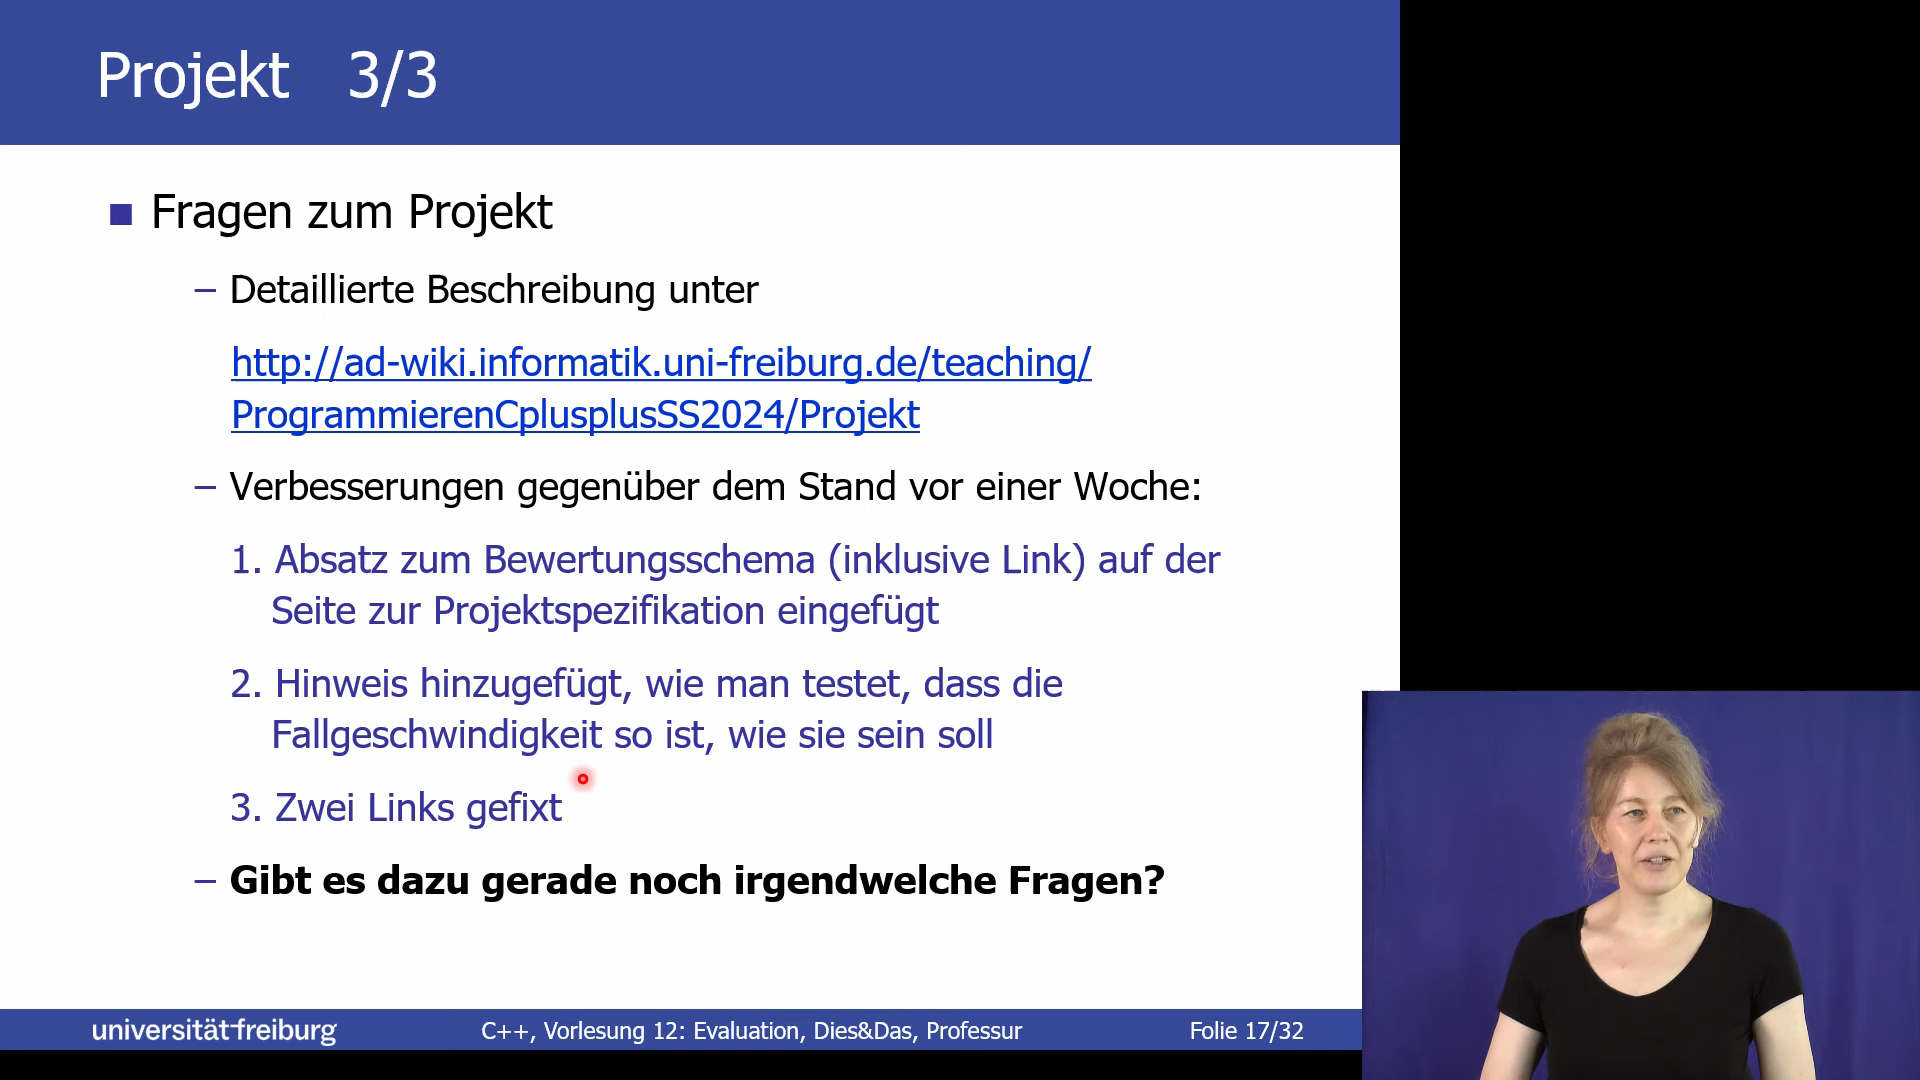 Projekt 3/3
Fragen zum Projekt
– Detaillierte Beschreibung unter
http://ad-wiki.informatik.uni-freiburg.de/teaching/
ProgrammierenCplusplusSS2024/Projekt
– Verbesserungen gegenüber dem Stand vor einer Woche:
1. Absatz zum Bewertungsschema (inklusive Link) auf der
Seite zur Projektspezifikation eingefügt
2. Hinweis hinzugefügt, wie man testet, dass die
Fallgeschwindigkeit so ist, wie sie sein soll
3. Zwei Links gefixt
– Gibt es dazu gerade noch irgendwelche Fragen?
universität freiburg
C++, Vorlesung 12: Evaluation, Dies&Das, Professur
Folie 17/32